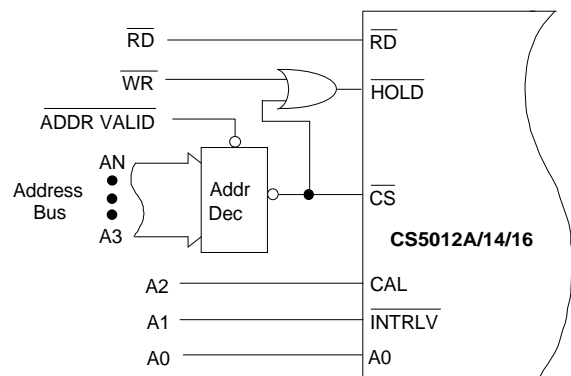 RD RD
WR HOLD
ADDR VALID
AN
Address Bus
Addr Dec
A3
CS
CS5012A/14/16
A2 CAL
A1 INTRLV
A0 A0